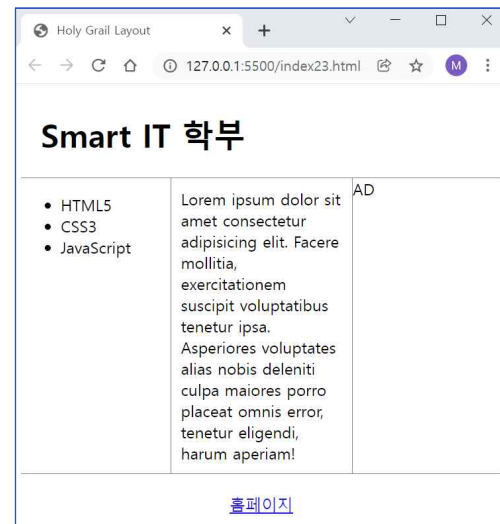 Holy Grail Layout
127.0.0.1:5500/index23.html
M
Smart IT 학부
HTML5
CSS3
JavaScript
Lorem ipsum dolor sit
amet consectetur
adipisicing elit. Facere
mollitia,
exercitationem
suscipit voluptatibus
tenetur ipsa.
Asperiores voluptates
alias nobis deleniti
culpa maiores porro
placeat omnis error,
tenetur eligendi,
harum aperiam!
AD
홈페이지